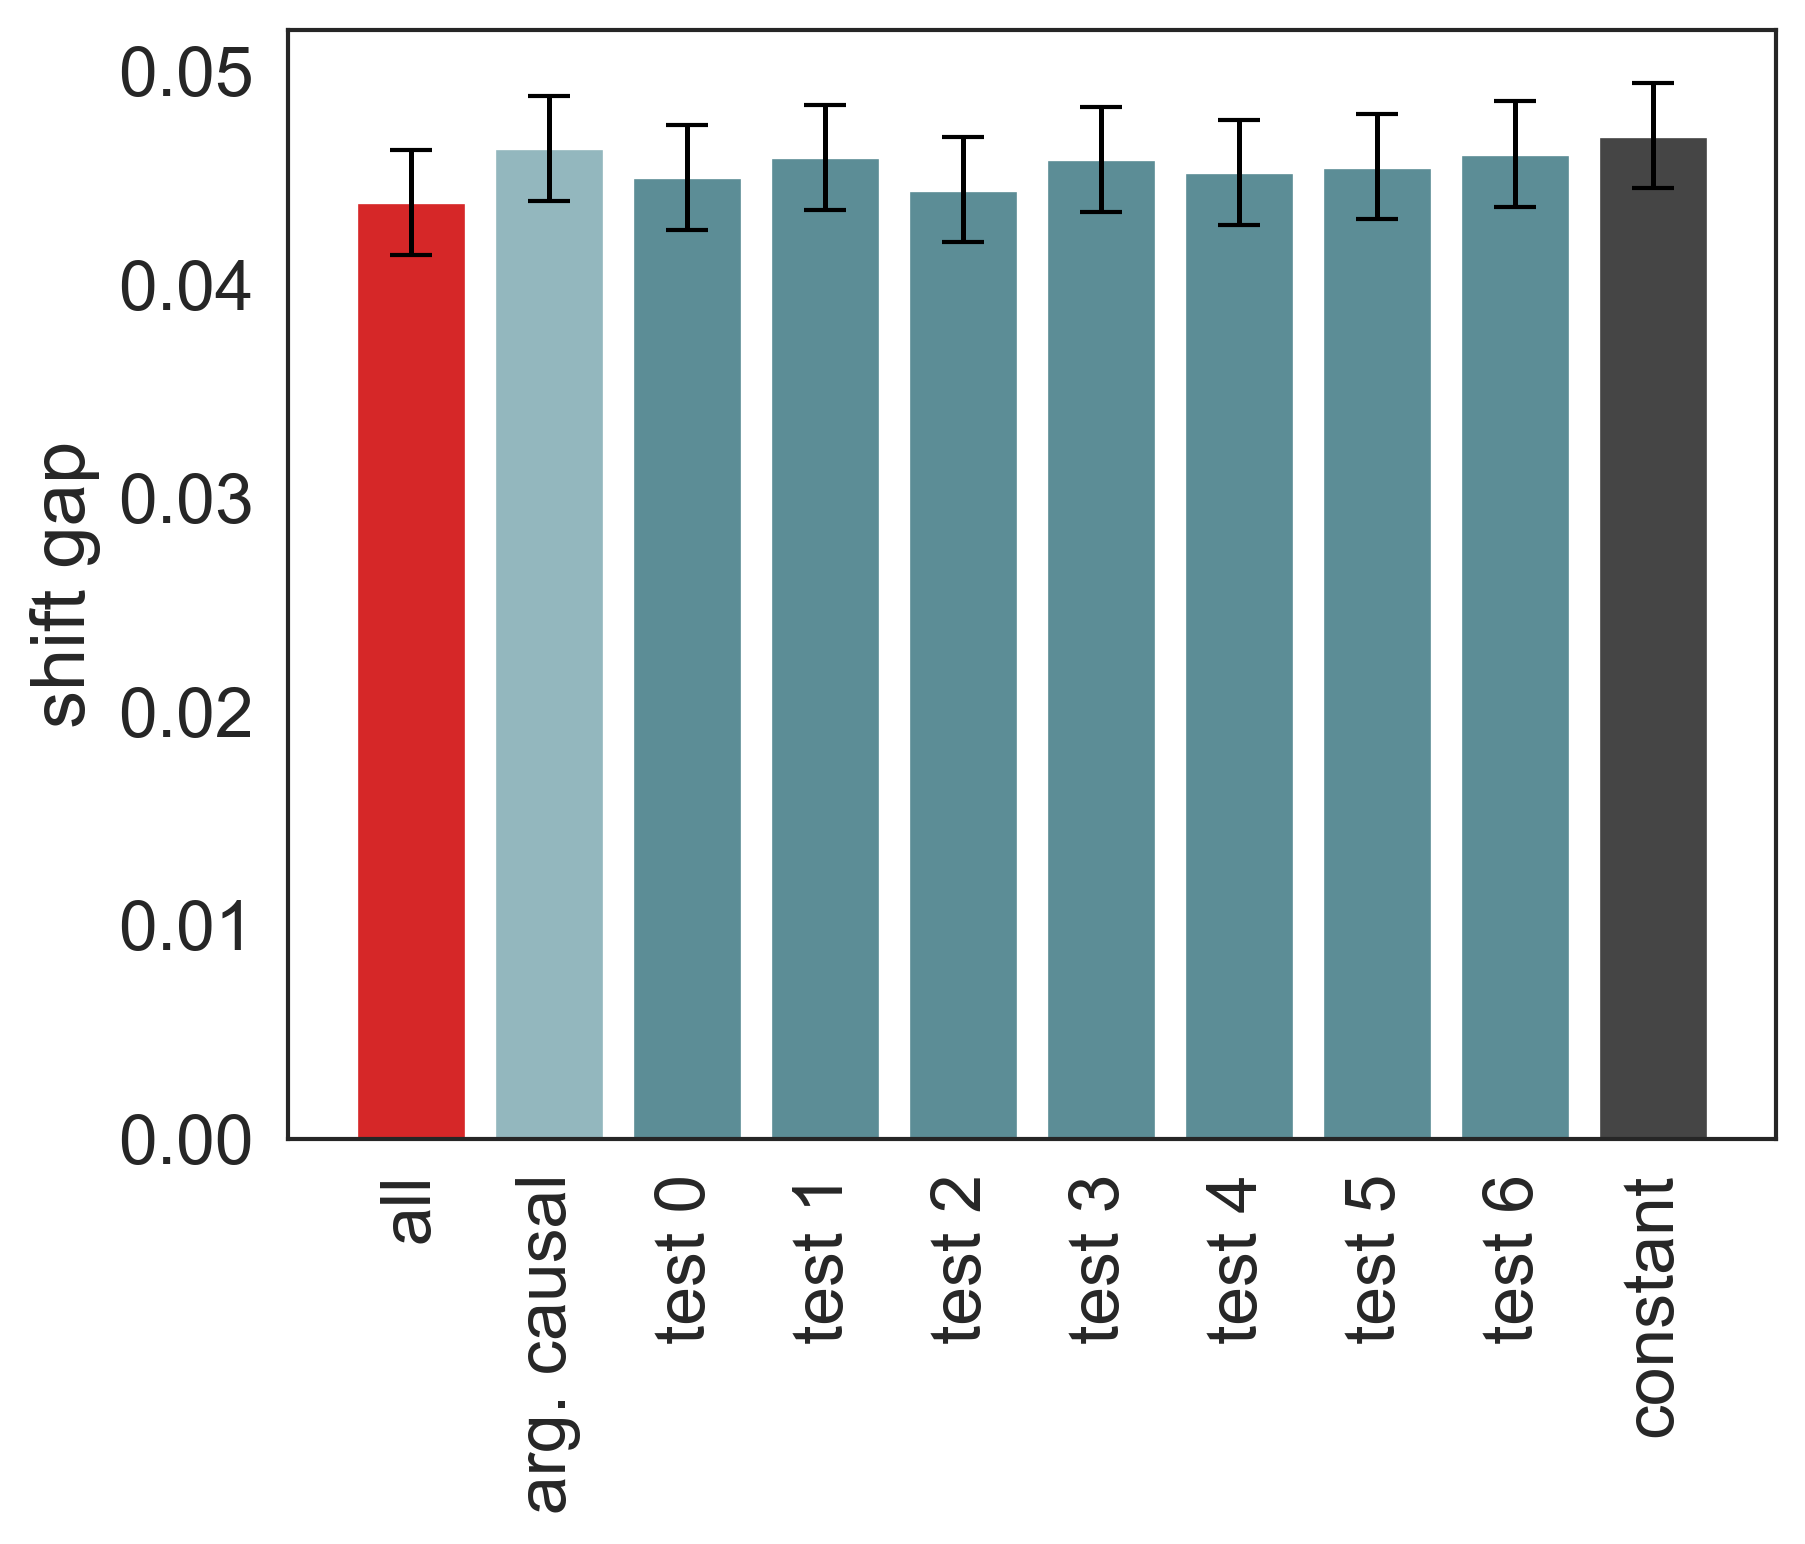 shift gap
0.05
0.04
0.03
0.02
0.01
0.00
all
arg. causal
test 0
test 1
test 2
test 3
test 4
test 5
test 6
constant